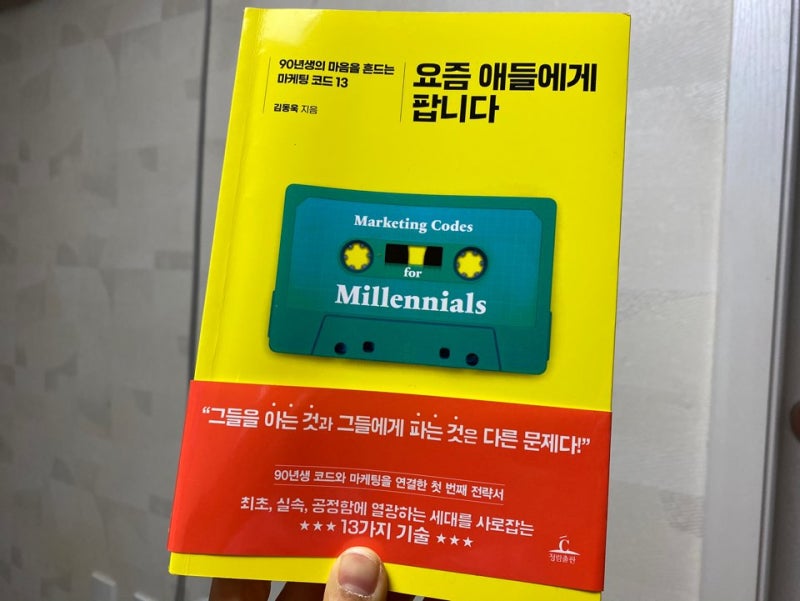 90년생의 마음을 흔드는
마케팅 코드 13
김동욱 지음
요즘 애들에게
팝니다
Marketing Codes
for
Millennials
“그들을 아는 것과 그들에게 파는 것은 다른 문제다!”
90년생 코드와 마케팅을 연결한 첫 번째 전략서
최초, 실속, 공정함에 열광하는 세대를 사로잡는
★★★ 13가지 기술 ★★★
청림출판